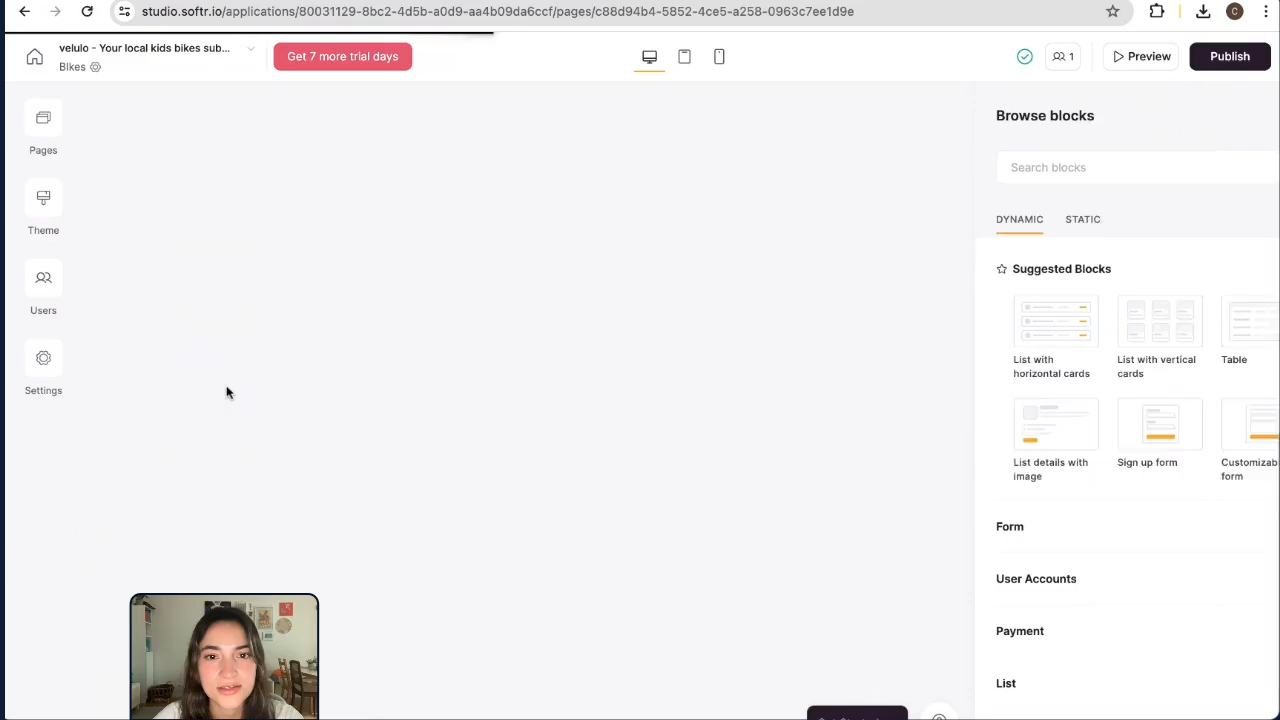 studio.softr.io/applications/80031129-8bc2-4d5b-a0d9-aa4b09da6ccf/pages/c88d94b4-5852-4ce5-a258-0963c7ee1d9e
C
velulo - Your local kids bikes sub...
BIkes
Get 7 more trial days
1
Preview
Publish
Pages
Theme
Users
Settings
Browse blocks
Search blocks
DYNAMIC
STATIC
Suggested Blocks
List with
horizontal cards
List with vertical
cards
Table
List details with
image
Sign up form
Customizab
form
Form
User Accounts
Payment
List